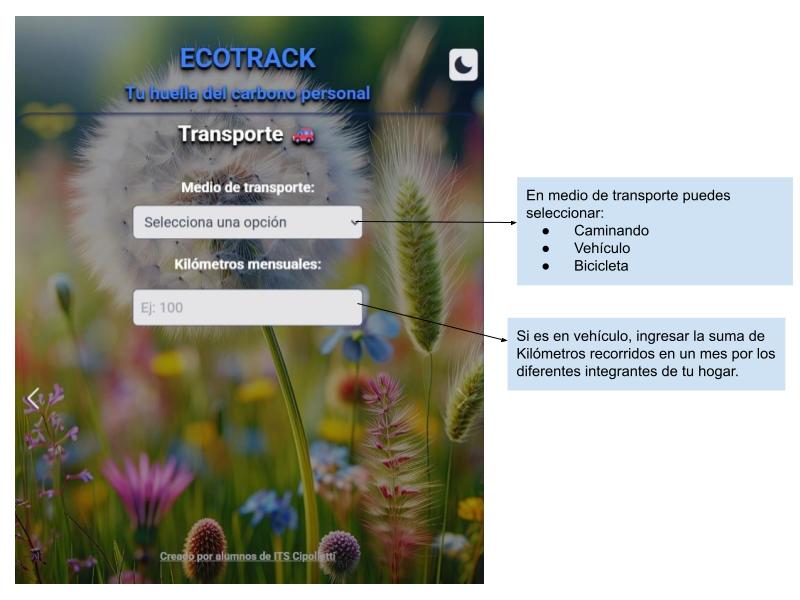 ECOTRACK
Tu huella del carbono personal
Transporte
Medio de transporte:
Selecciona una opción
Kilómetros mensuales:
Ej: 100
Creado por alumnos de ITS Cipolletti
En medio de transporte puedes
seleccionar:
● Caminando
● Vehículo
● Bicicleta
Si es en vehículo, ingresar la suma de
Kilómetros recorridos en un mes por los
diferentes integrantes de tu hogar.